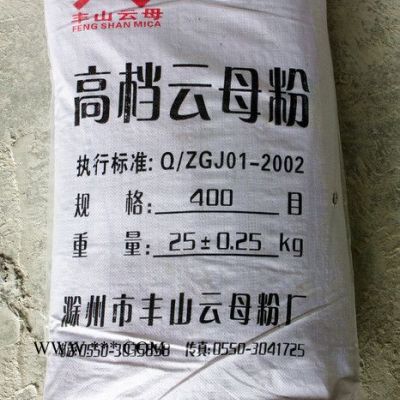 丰山云母
FENG SHAN MICA
高档云母粉
执行标准: Q/ZGJ01-2002
规 格: 400 目
重 量: 25±0.25 kg
滁州市丰山云母粉厂
传真: 0550-3041725